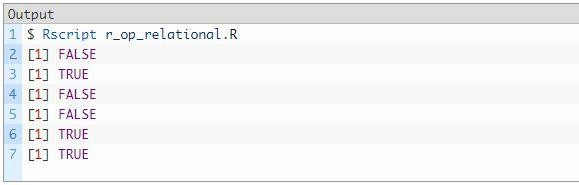 Output
1 $ Rscript r_op_relational.R
2 [1] FALSE
3 [1] TRUE
4 [1] FALSE
5 [1] FALSE
6 [1] TRUE
7 [1] TRUE